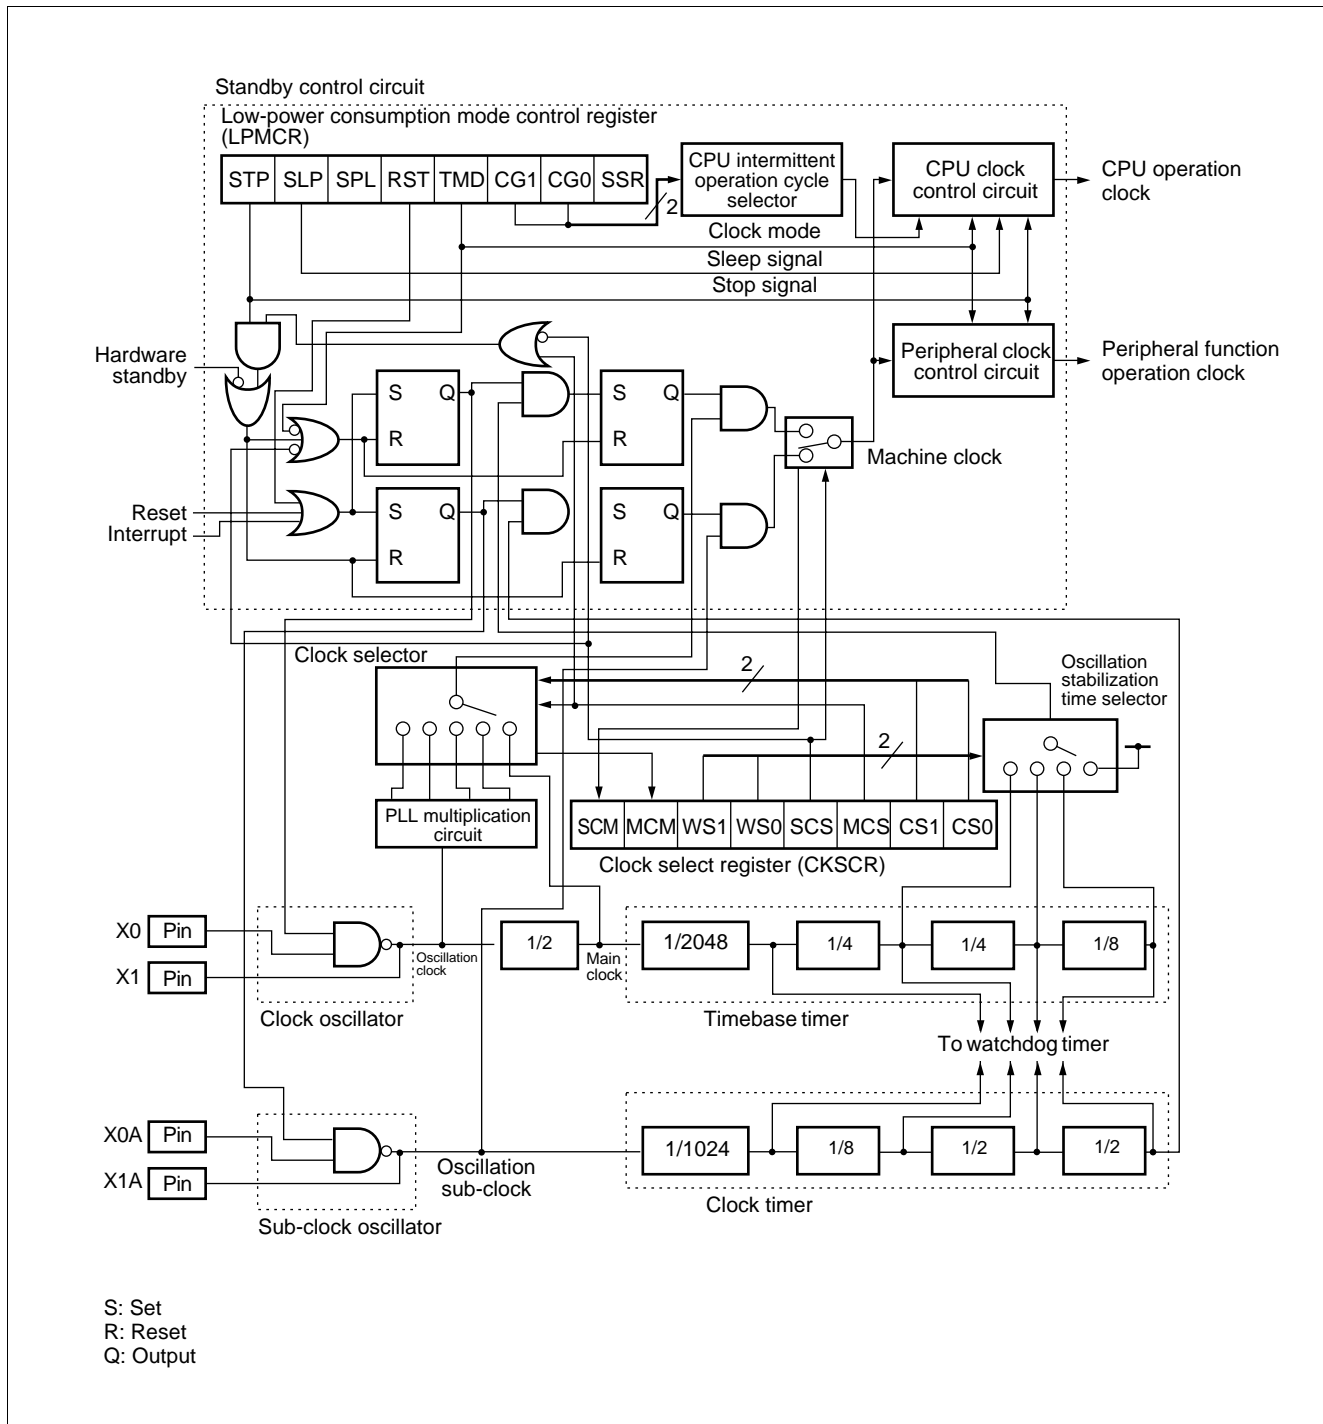 Standby control circuit
Low-power consumption mode control register
(LPMCR)
STP SLP SPL RST TMD CG1 CG0 SSR
2
CPU intermittent
operation cycle
selector
CPU clock
control circuit
CPU operation
clock
Clock mode
Sleep signal
Stop signal
Hardware
standby
Peripheral clock
control circuit
Peripheral function
operation clock
S Q
R
S Q
R
Machine clock
Reset
Interrupt
S Q
R
S Q
R
Clock selector
2
Oscillation
stabilization
time selector
2
PLL multiplication
circuit
SCM MCM WS1 WS0 SCS MCS CS1 CS0
Clock select register (CKSCR)
X0 Pin
X1 Pin
Oscillation
clock
1/2
Main
clock
1/2048
1/4
1/4
1/8
Clock oscillator
Timebase timer
To watchdog timer
X0A Pin
X1A Pin
Oscillation
sub-clock
1/1024
1/8
1/2
1/2
Sub-clock oscillator
Clock timer
S: Set
R: Reset
Q: Output